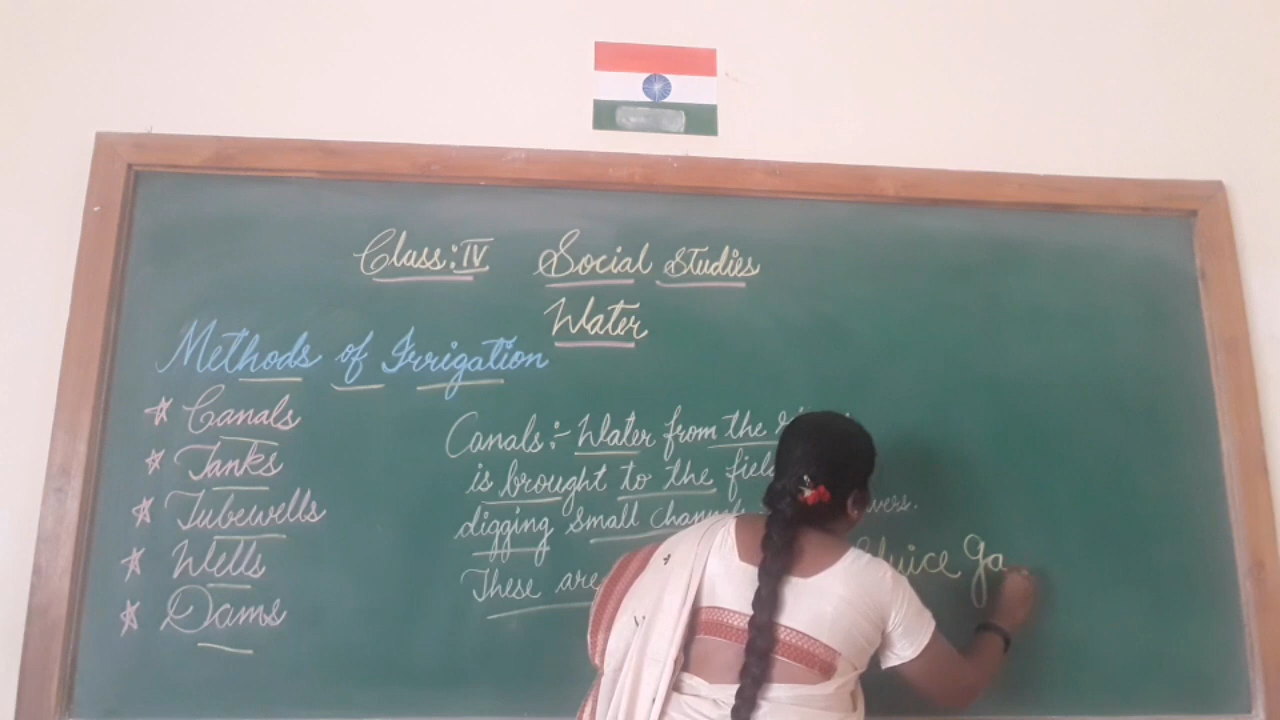 Class: IV Social Studies
Water
Methods of Irrigation
☆ Canals
☆ Tanks
☆ Tubewells
☆ Wells
☆ Dams
Canals :- Water from the
is brought to the
digging small
These are